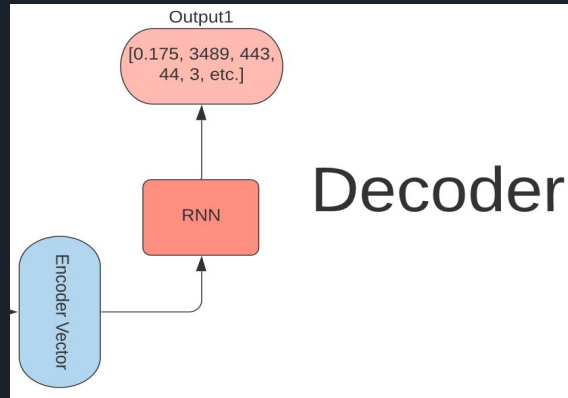 Output1
[0.175, 3489, 443,
44, 3, etc.]
RNN
Decoder
Encoder Vector